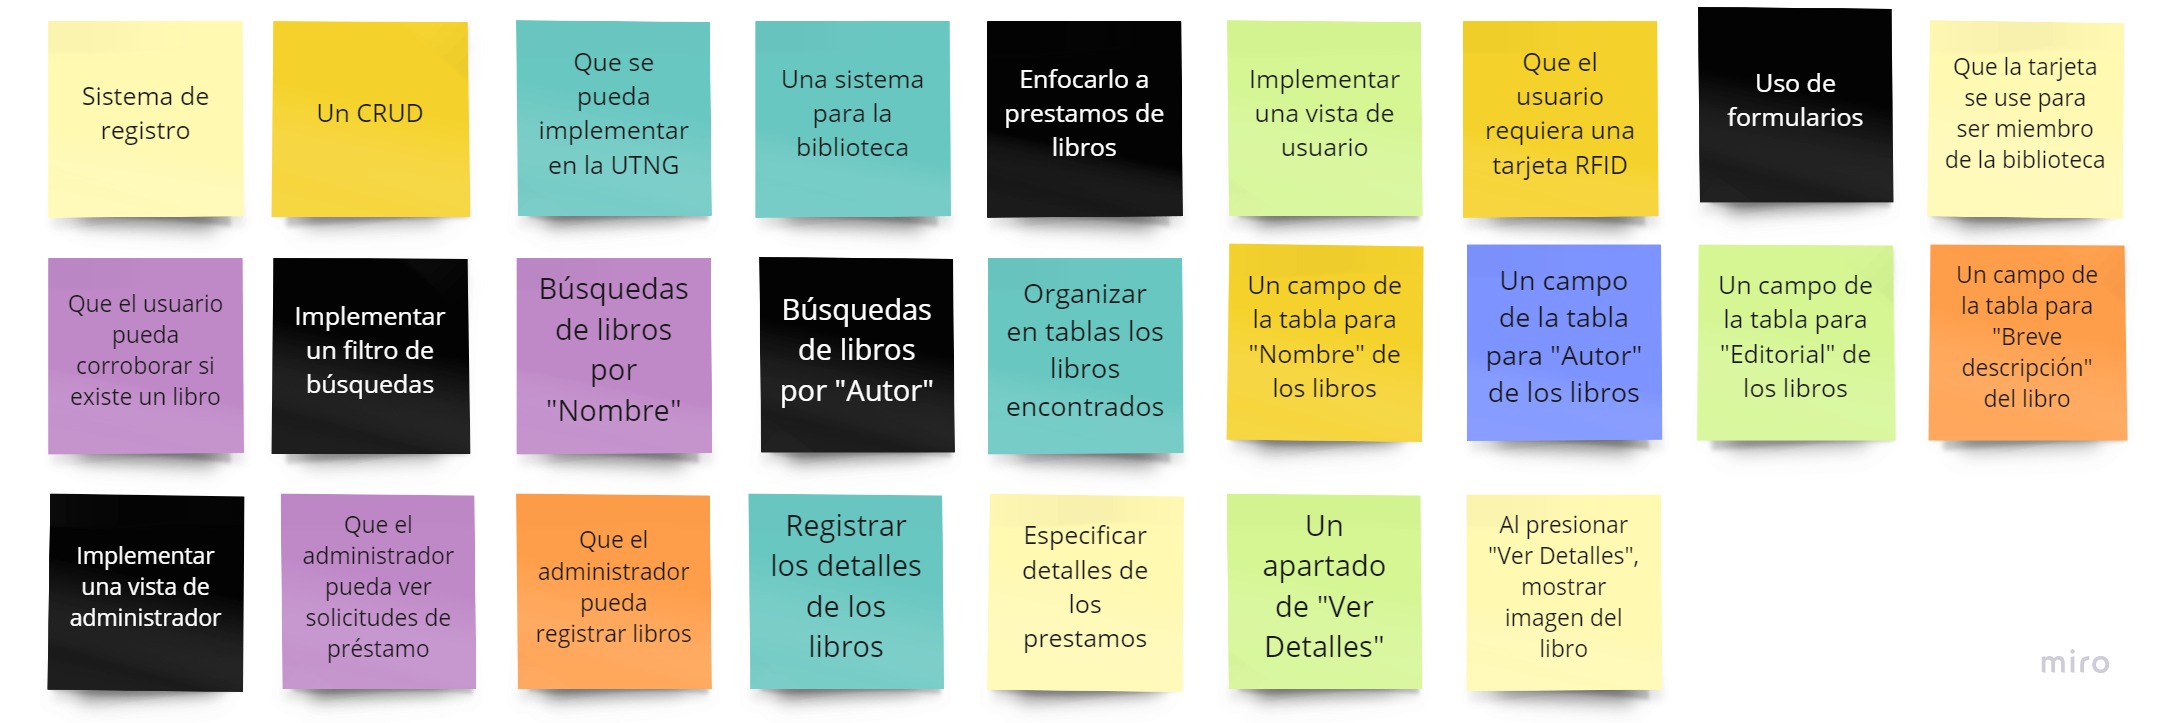 Sistema de
registro
Un CRUD
Que se
pueda
implementar
en la UTNG
Una sistema
para la
biblioteca
Enfocarlo a
prestamos de
libros
Implementar
una vista de
usuario
Que el
usuario
requiera una
tarjeta RFID
Uso de
formularios
Que la tarjeta
se use para
ser miembro
de la biblioteca
Que el usuario
pueda
corroborar si
existe un libro
Implementar
un filtro de
búsquedas
Búsquedas
de libros
por
"Nombre"
Búsquedas
de libros
por "Autor"
Organizar
en tablas los
libros
encontrados
Un campo de
la tabla para
"Nombre" de
los libros
Un campo
de la tabla
para "Autor"
de los libros
Un campo de
la tabla para
"Editorial" de
los libros
Un campo de
la tabla para
"Breve
descripción"
del libro
Implementar
una vista de
administrador
Que el
administrador
pueda ver
solicitudes de
préstamo
Que el
administrador
pueda
registrar libros
Registrar
los detalles
de los
libros
Especificar
detalles de
los
prestamos
Un
apartado
de "Ver
Detalles"
Al presionar
"Ver Detalles",
mostrar
imagen del
libro
miro